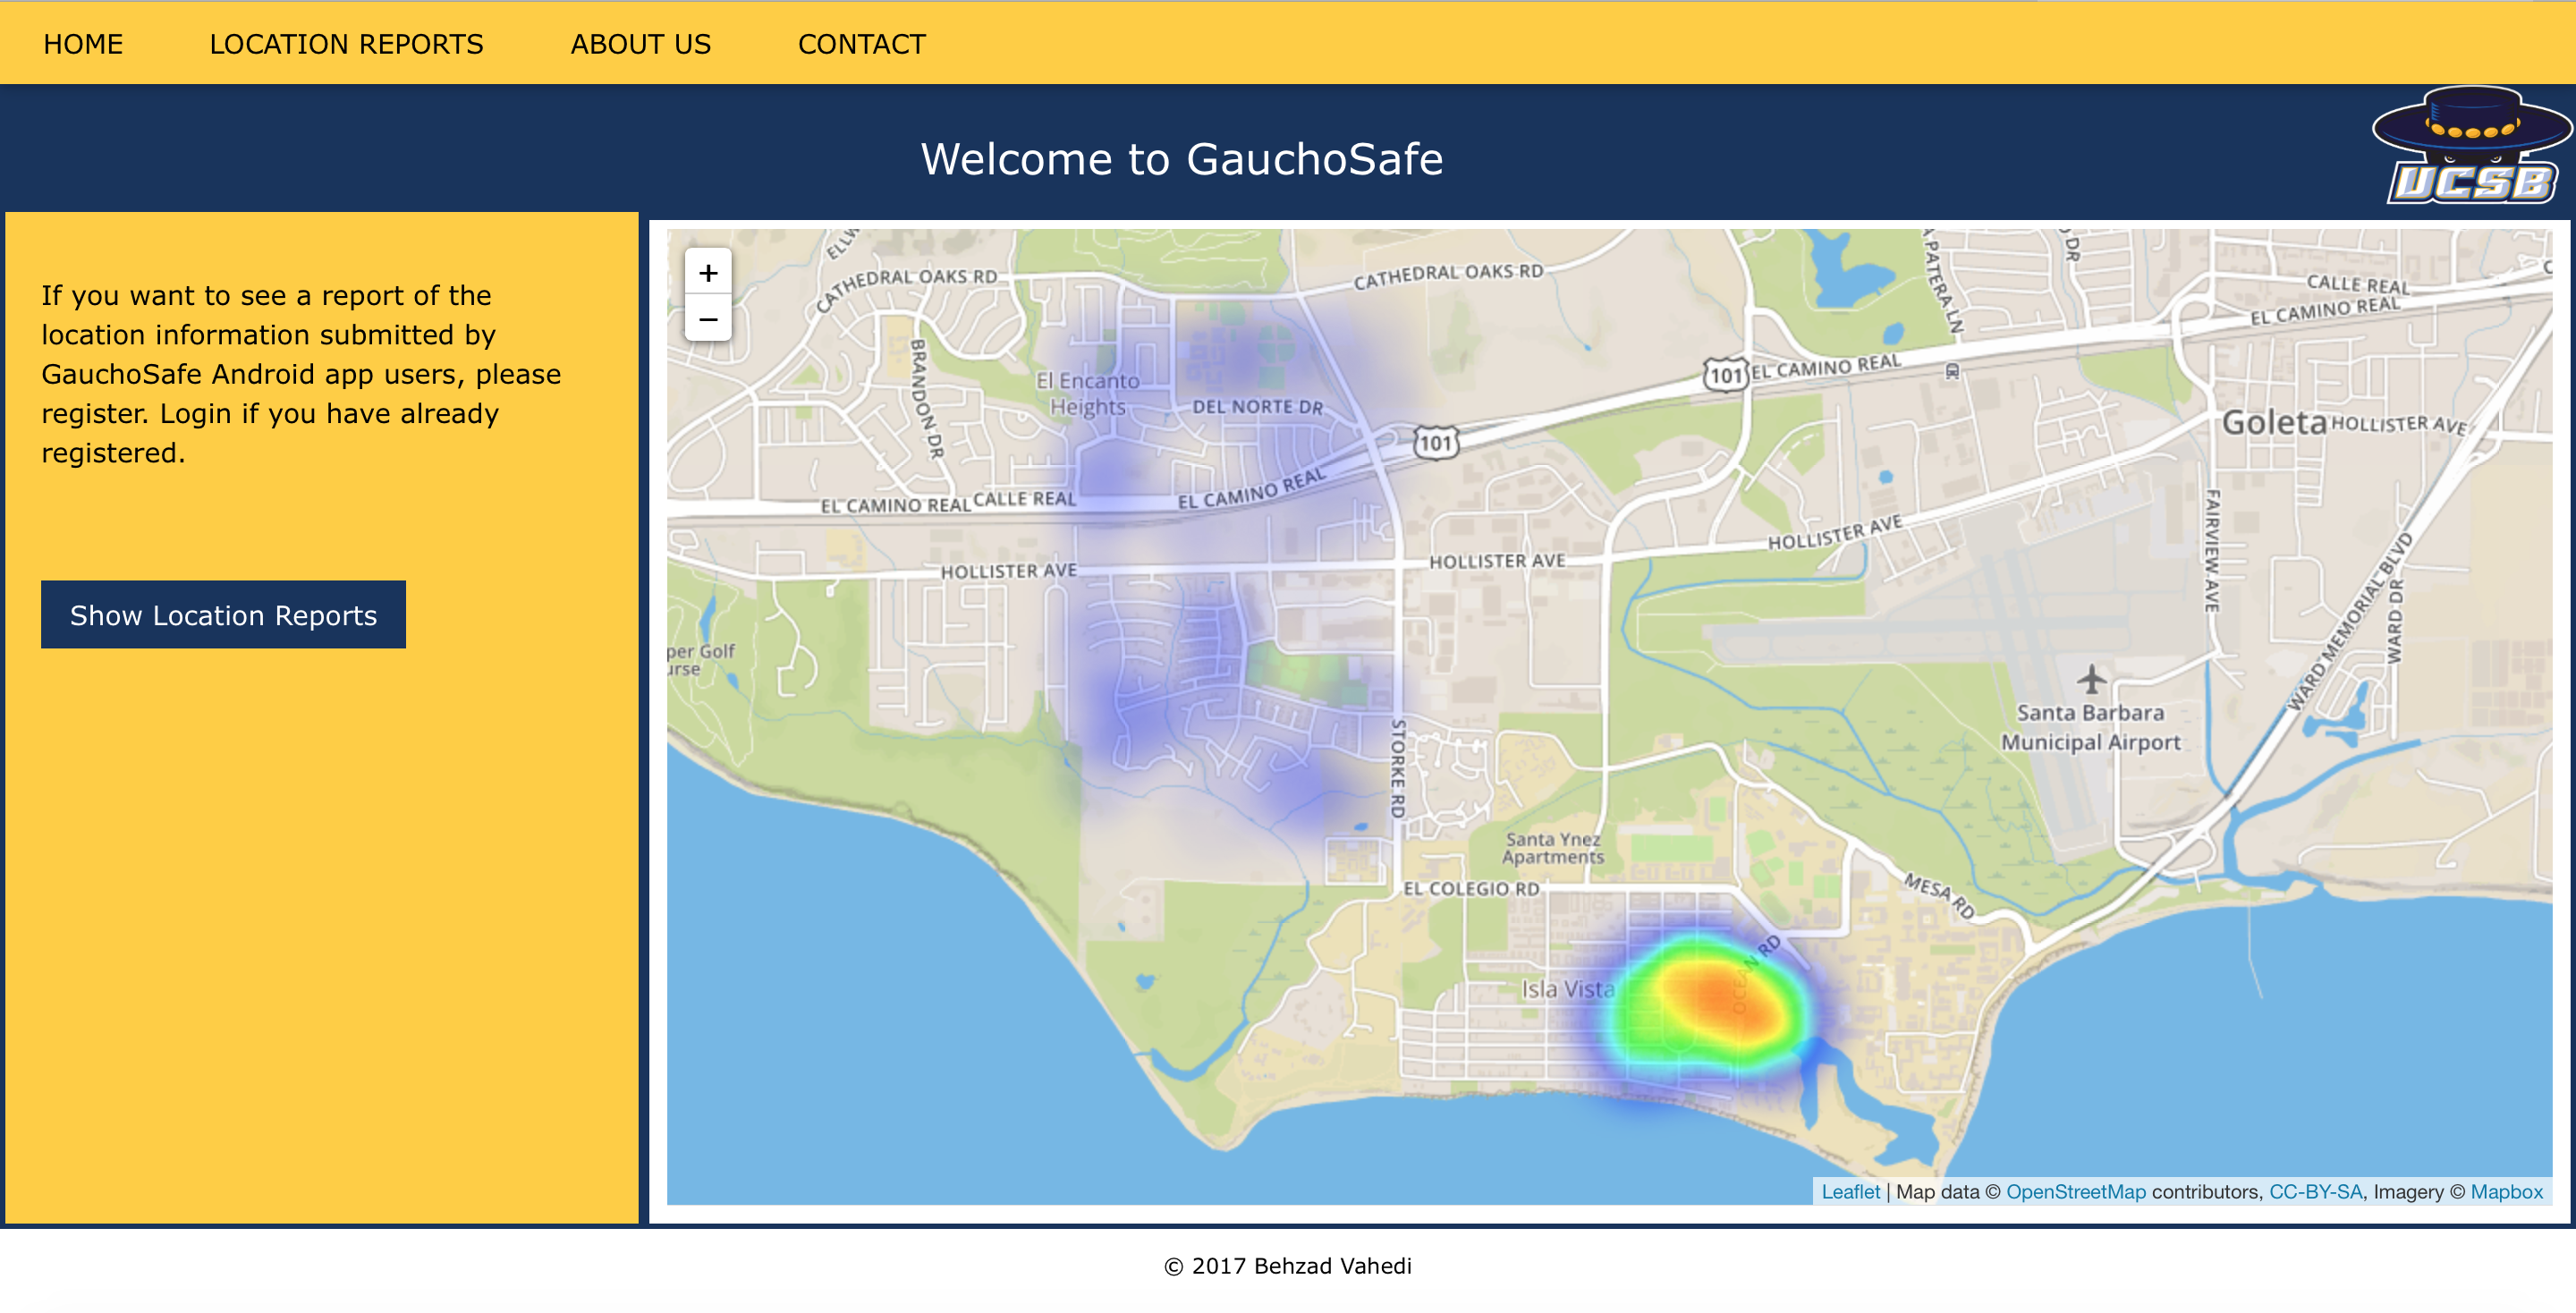 HOME LOCATION REPORTS ABOUT US CONTACT
Welcome to GauchoSafe
UCSB
If you want to see a report of the
location information submitted by
GauchoSafe Android app users, please
register. Login if you have already
registered.
Show Location Reports
+
−
CATHEDRAL OAKS RD
CATHEDRAL OAKS RD
BRANDON DR
El Encanto
Heights
DEL NORTE DR
101
101
EL CAMINO REAL
CALLE REAL
EL CAMINO REAL
Goleta
HOLLISTER AVE
EL CAMINO REAL
CALLE REAL
EL CAMINO REAL
HOLLISTER AVE
HOLLISTER AVE
HOLLISTER AVE
FAIRVIEW AVE
WARD MEMORIAL BLVD
WARD DR
STORKE RD
Santa Barbara
Municipal Airport
Santa Ynez
Apartments
EL COLEGIO RD
MESA RD
OCEAN RD
Isla Vista
Leaflet | Map data © OpenStreetMap contributors, CC-BY-SA, Imagery © Mapbox
© 2017 Behzad Vahedi